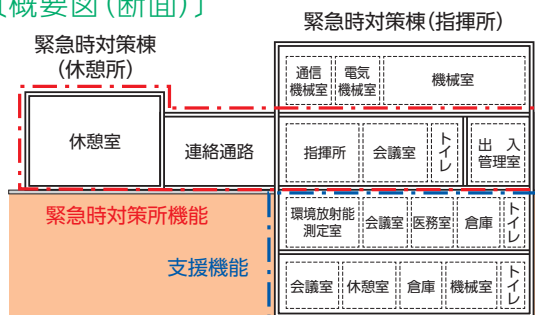 〔概要図(断面)〕
緊急時対策棟(指揮所)
緊急時対策棟
(休憩所)
通信
機械室
電気
機械室
機械室
休憩室
連絡通路
指揮所
会議室
トイレ
出入
管理室
緊急時対策所機能
環境放射能
測定室
会議室
医務室
倉庫
トイレ
支援機能
会議室
休憩室
倉庫
機械室
トイレ